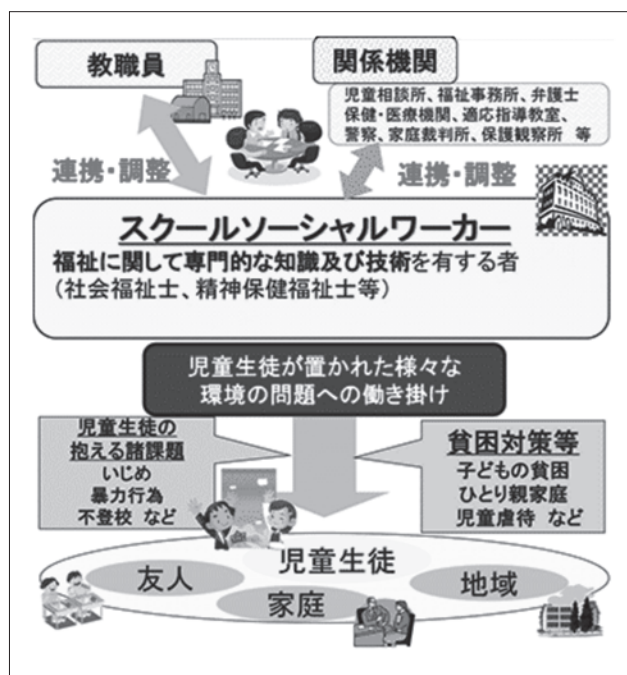 教職員
関係機関
児童相談所、福祉事務所、弁護士
保健・医療機関、適応指導教室、
警察、家庭裁判所、保護観察所 等
連携・調整
連携・調整
スクールソーシャルワーカー
福祉に関して専門的な知識及び技術を有する者
（社会福祉士、精神保健福祉士等）
児童生徒が置かれた様々な
環境の問題への働き掛け
児童生徒の
抱える諸課題
いじめ
暴力行為
不登校 など
貧困対策等
子どもの貧困
ひとり親家庭
児童虐待 など
児童生徒
友人
地域
家庭